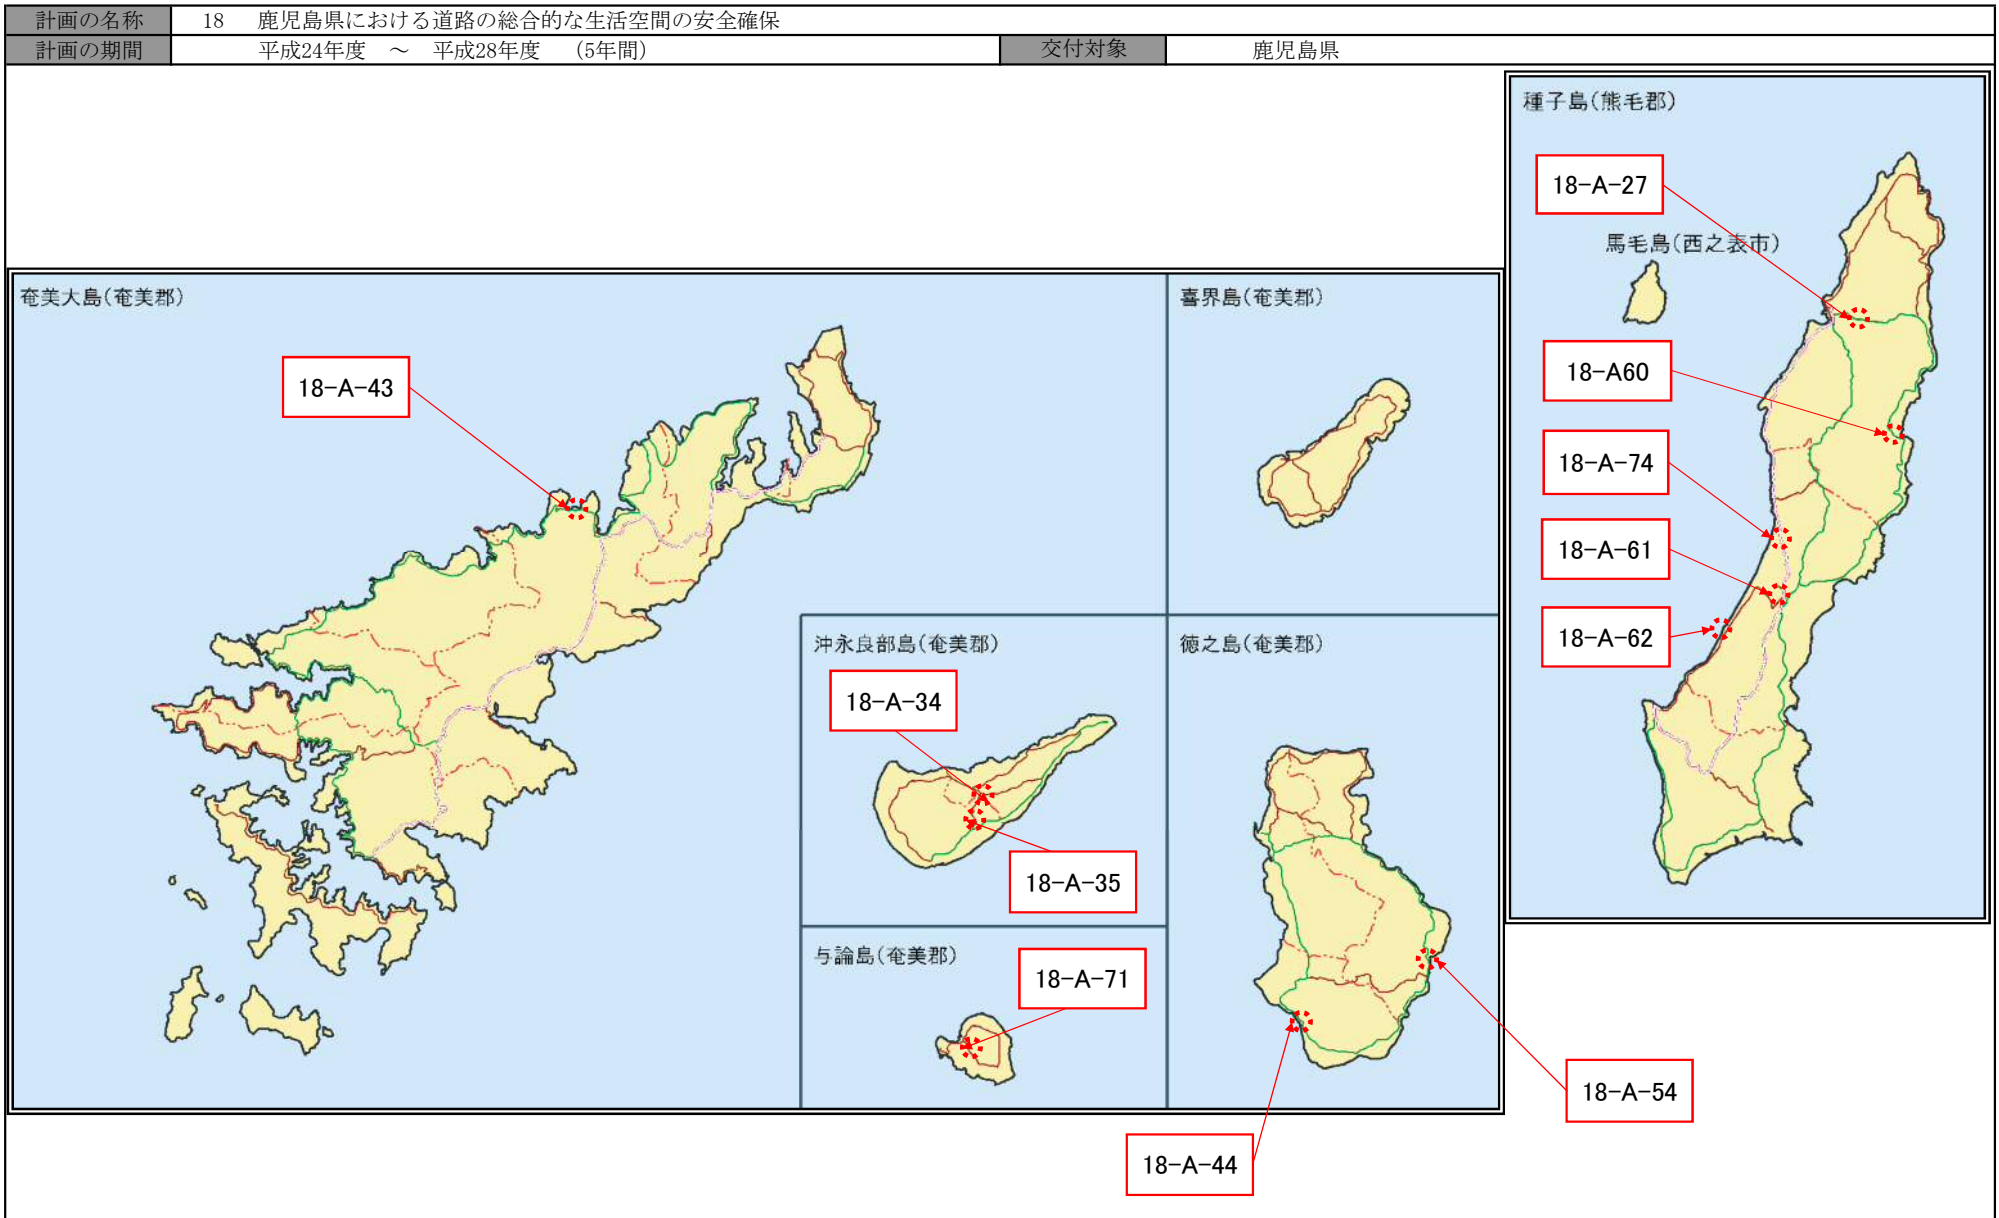 計画の名称 18 鹿児島県における道路の総合的な生活空間の安全確保
計画の期間 平成24年度 ～ 平成28年度 (5年間) 交付対象 鹿児島県
種子島(熊毛郡)
18-A-27
馬毛島(西之表市)
18-A60
18-A-74
18-A-61
18-A-62
奄美大島(奄美郡)
18-A-43
喜界島(奄美郡)
沖永良部島(奄美郡)
18-A-34
18-A-35
徳之島(奄美郡)
与論島(奄美郡)
18-A-71
18-A-54
18-A-44